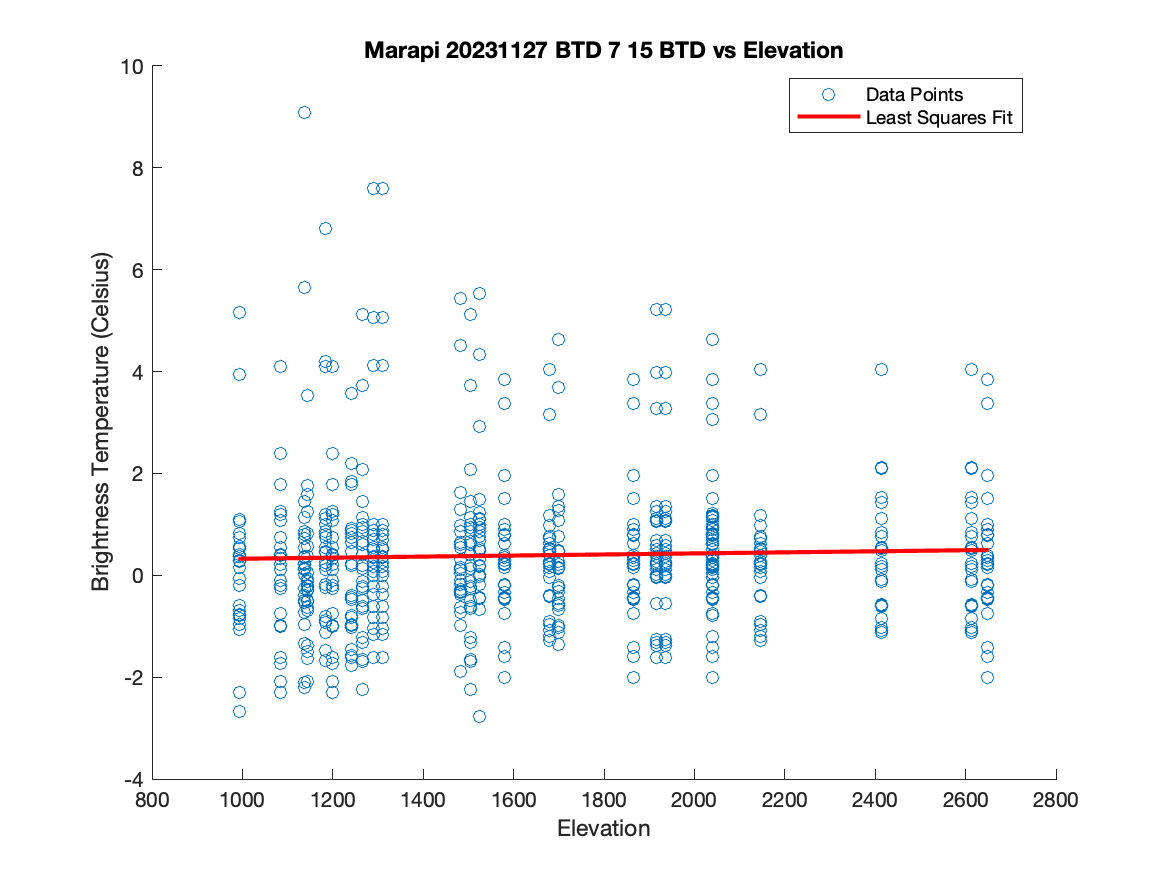 Marapi 20231127 BTD 7 15 BTD vs Elevation
Data Points
Least Squares Fit
Brightness Temperature (Celsius)
10
8
6
4
2
0
-2
-4
800 1000 1200 1400 1600 1800 2000 2200 2400 2600 2800
Elevation